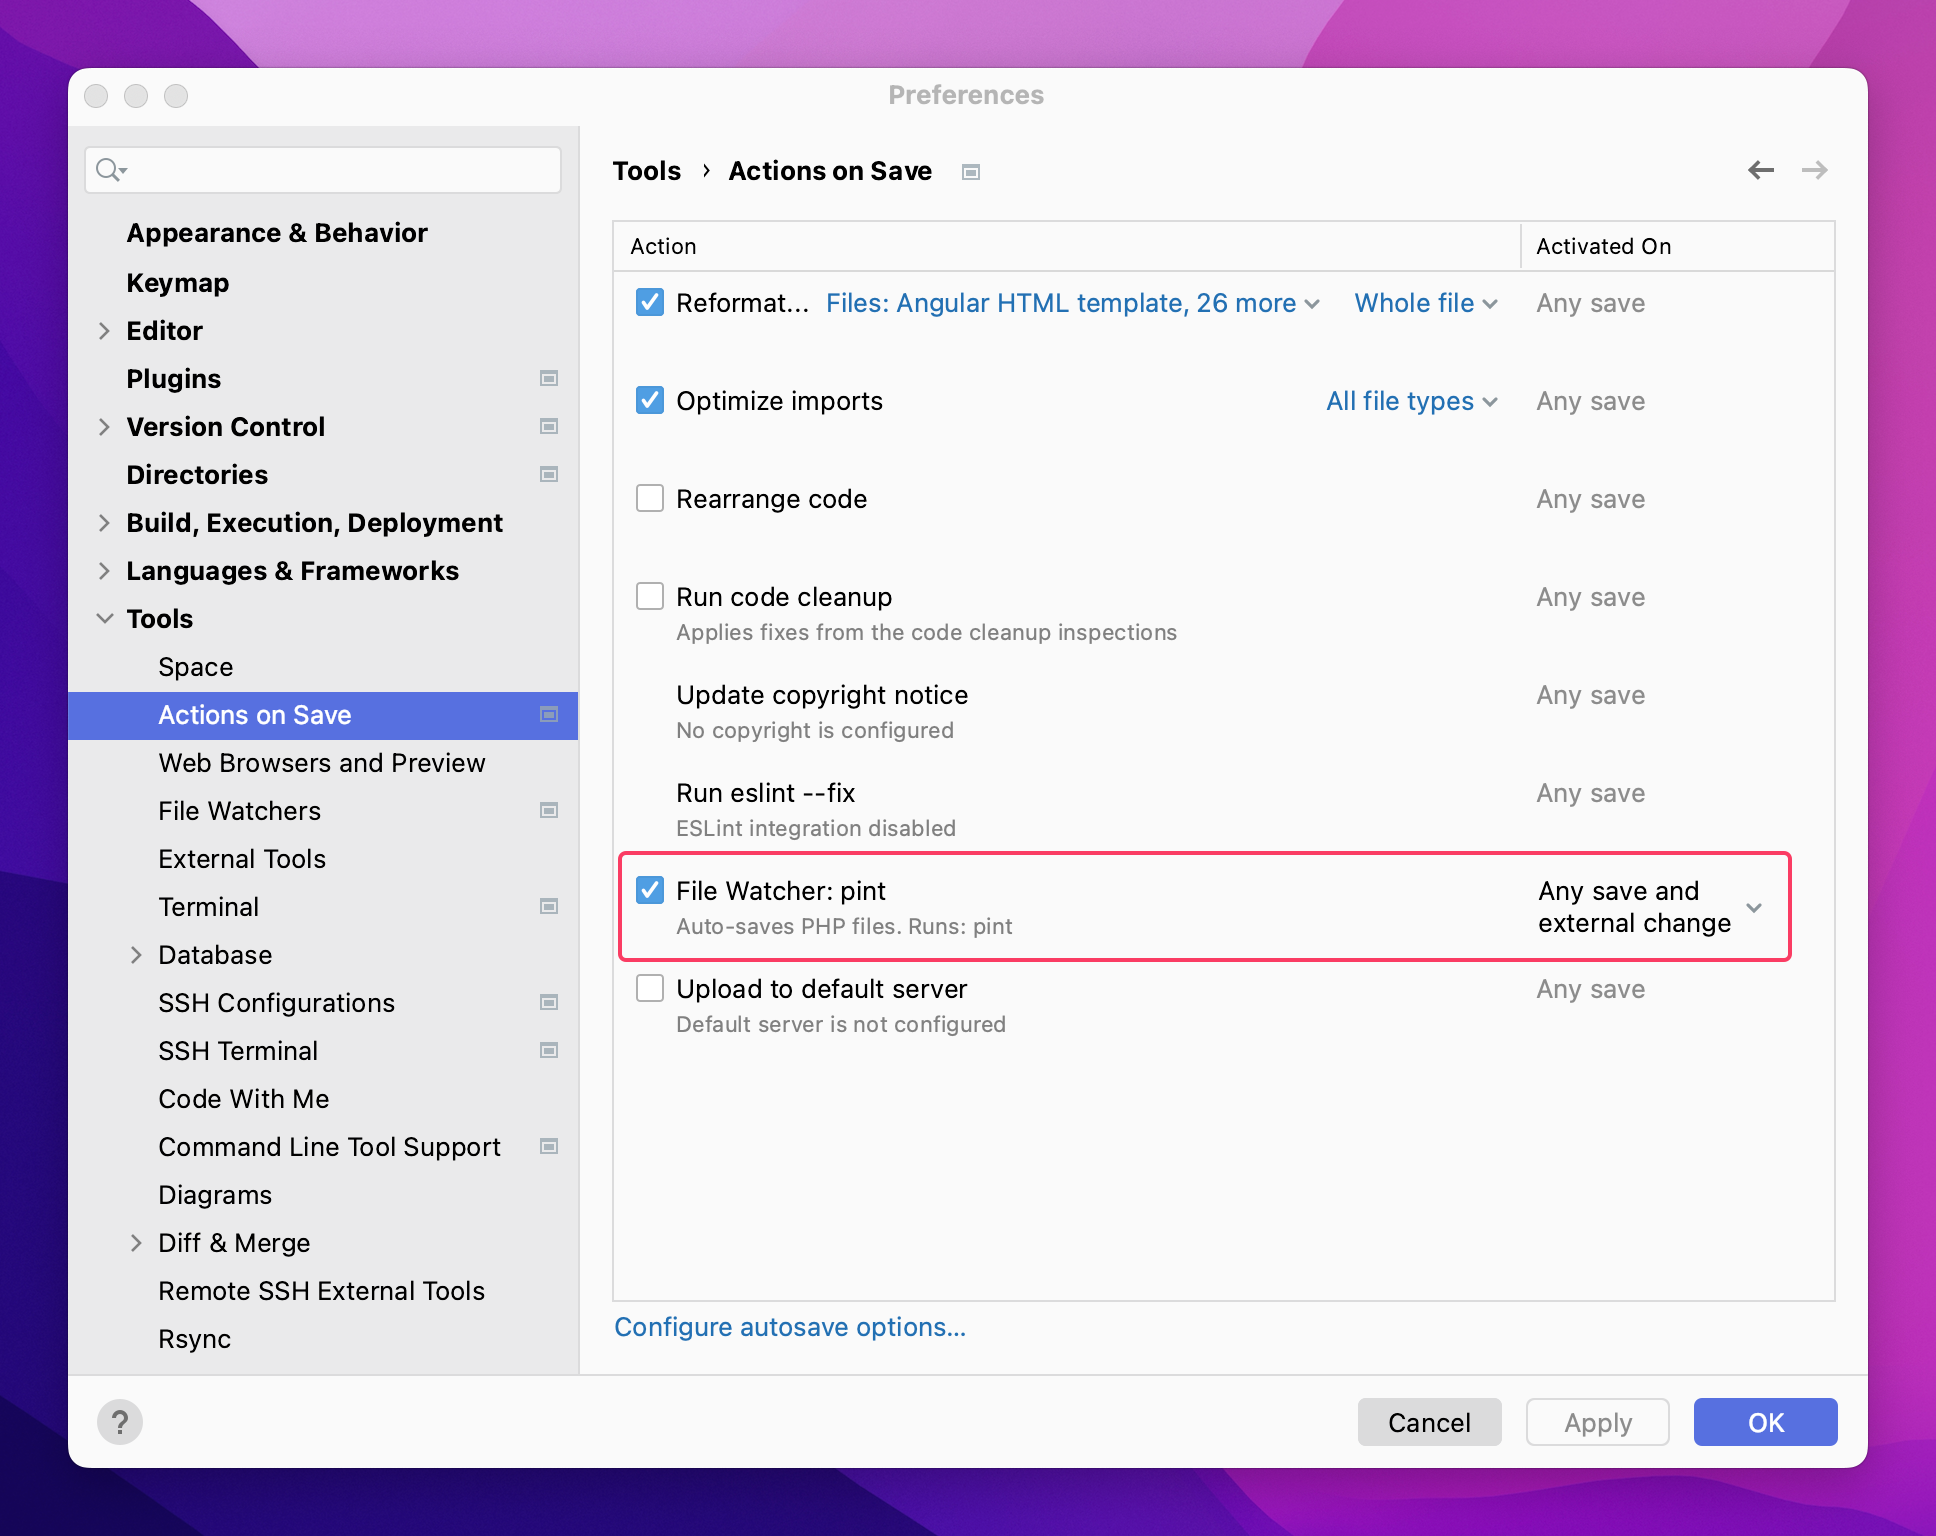 Preferences
Appearance & Behavior
Keymap
Editor
Plugins
Version Control
Directories
Build, Execution, Deployment
Languages & Frameworks
Tools
Space
Actions on Save
Web Browsers and Preview
File Watchers
External Tools
Terminal
Database
SSH Configurations
SSH Terminal
Code With Me
Command Line Tool Support
Diagrams
Diff & Merge
Remote SSH External Tools
Rsync
Tools › Actions on Save
Action Activated On
Reformat... Files: Angular HTML template, 26 more Whole file Any save
Optimize imports All file types Any save
Rearrange code Any save
Run code cleanup Any save
Applies fixes from the code cleanup inspections
Update copyright notice Any save
No copyright is configured
Run eslint --fix Any save
ESLint integration disabled
File Watcher: pint Any save and
external change
Auto-saves PHP files. Runs: pint
Upload to default server Any save
Default server is not configured
Configure autosave options...
? Cancel Apply OK